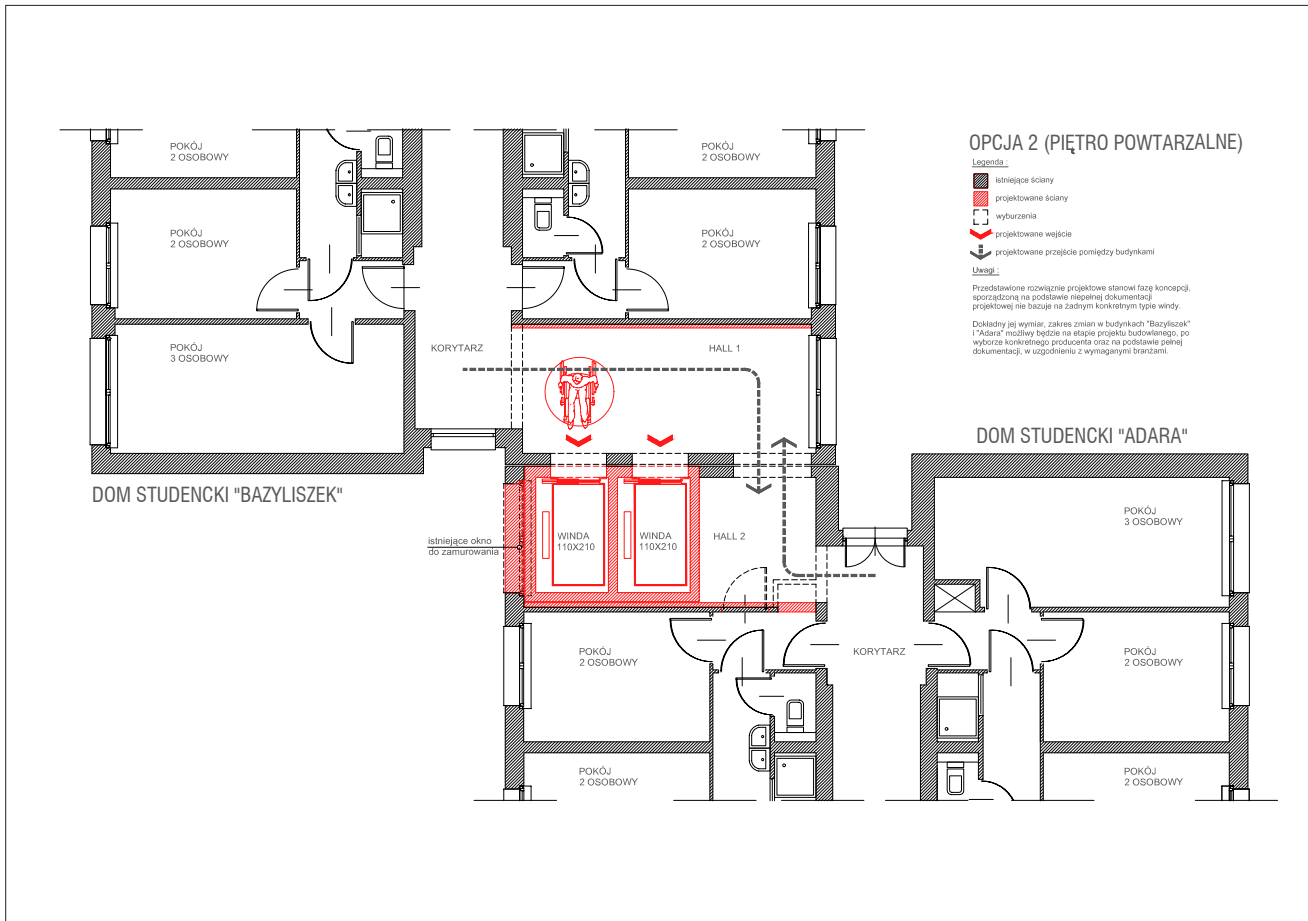 OPCJA 2 (PIĘTRO POWTARZALNE)
Legenda :
istniejące ściany
projektowane ściany
wyburzenia
projektowane wejście
projektowane przejście pomiędzy budynkami
Uwagi :
Przedstawione rozwiąznie projektowe stanowi fazę koncepcji,
sporządzoną na podstawie niepełnej dokumentacji
projektowej nie bazuje na żadnym konkretnym typie windy.
Dokładny jej wymiar, zakres zmian w budynkach "Bazyliszek"
i "Adara" możliwy będzie na etapie projektu budowlanego, po
wyborze konkretnego producenta oraz na podstawie pełnej
dokumentacji, w uzgodnieniu z wymaganymi branżami.
POKÓJ
2 OSOBOWY
POKÓJ
2 OSOBOWY
POKÓJ
2 OSOBOWY
POKÓJ
2 OSOBOWY
POKÓJ
3 OSOBOWY
KORYTARZ
HALL 1
DOM STUDENCKI "BAZYLISZEK"
DOM STUDENCKI "ADARA"
istniejące okno
do zamurowania
WINDA
110X210
WINDA
110X210
HALL 2
POKÓJ
3 OSOBOWY
POKÓJ
2 OSOBOWY
KORYTARZ
POKÓJ
2 OSOBOWY
POKÓJ
2 OSOBOWY
POKÓJ
2 OSOBOWY